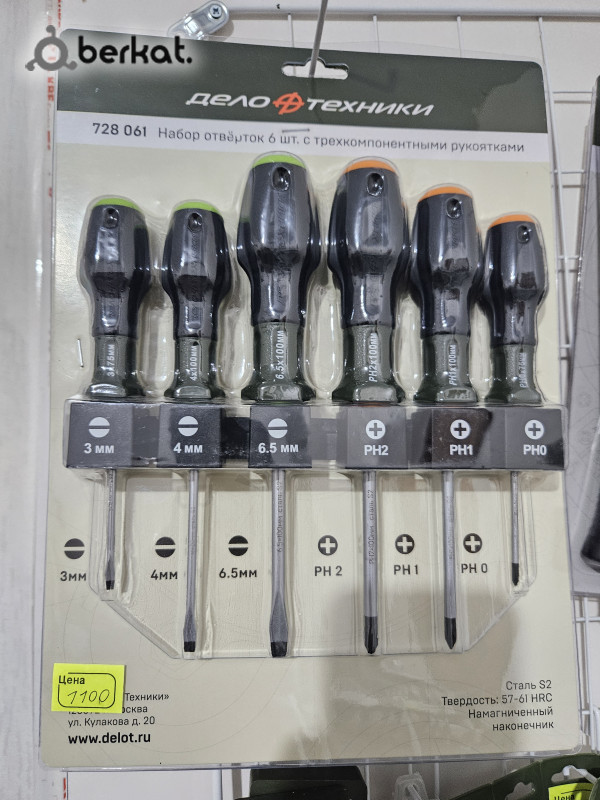 berkat.
ДЕЛО ТЕХНИКИ
728 061 Набор отвёрток 6 шт. с трехкомпонентными рукоятками
4x100мм
6.5x100мм
PH2x100мм
PH1x100мм
3 мм
4 мм
6.5 мм
PH2
PH1
PH0
3мм
4мм
6.5мм
PH 2
PH 1
PH 0
Цена
1100
Техники»
ул. Кулакова д. 20
www.delot.ru
Сталь S2
Твердость: 57-61 HRC
Намагниченный
наконечник
Цена